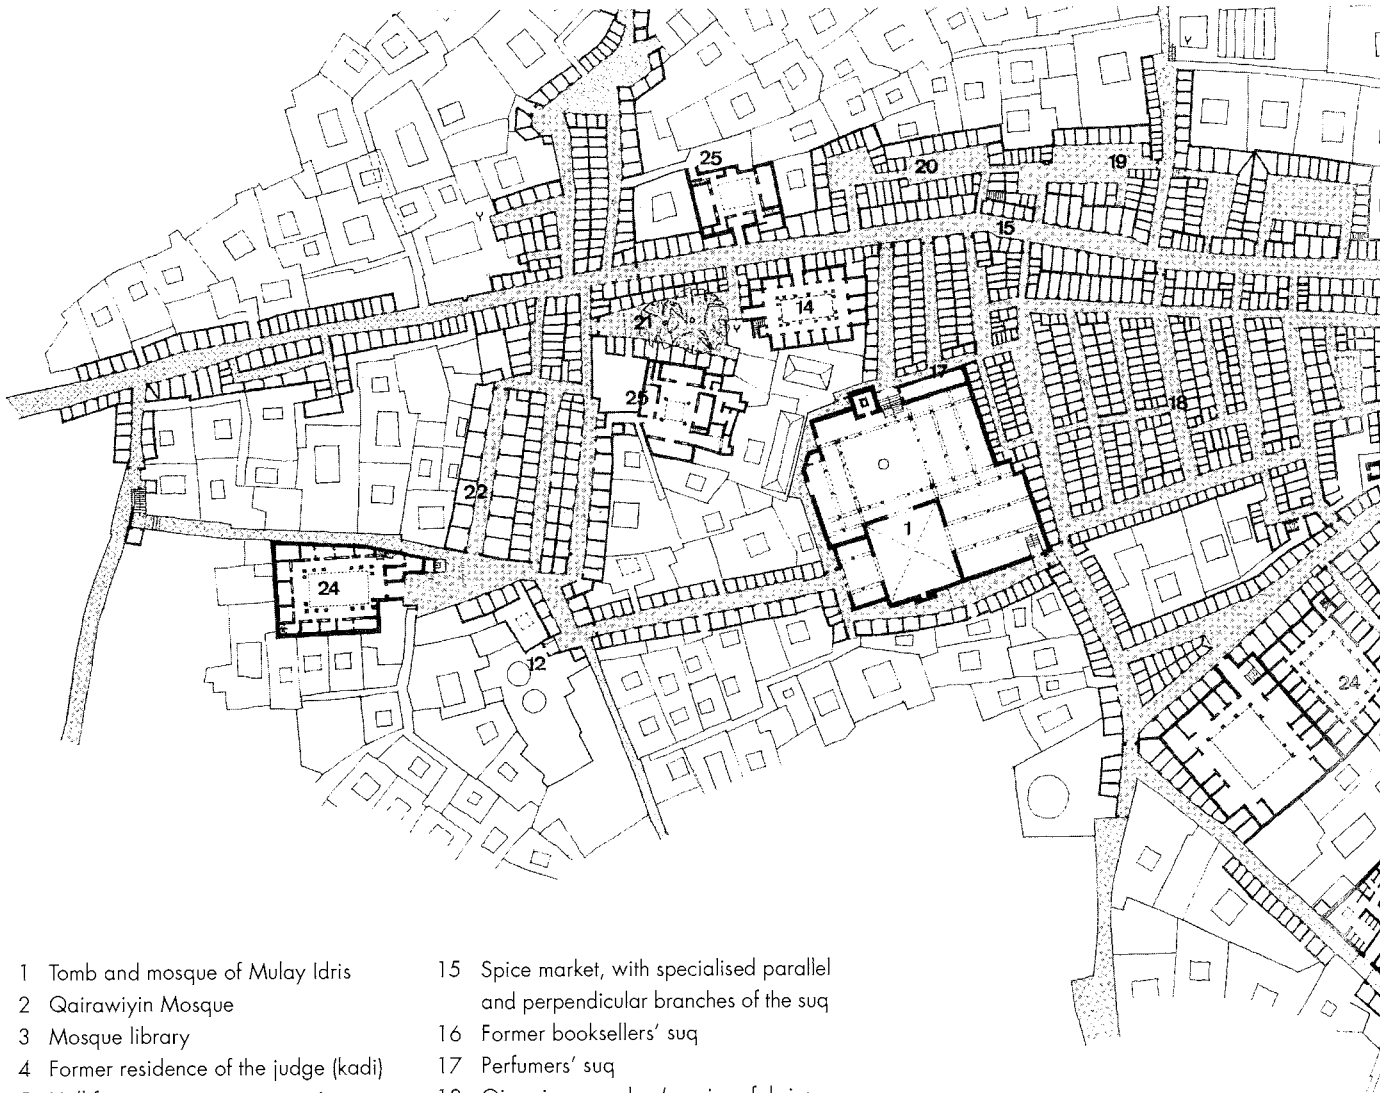 25
20
19
15
21
14
17
25
18
22
1
24
12
24
1 Tomb and mosque of Mulay Idris
2 Qairawiyin Mosque
3 Mosque library
4 Former residence of the judge (kadi)
15 Spice market, with specialised parallel
and perpendicular branches of the suq
16 Former booksellers' suq
17 Perfumers' suq